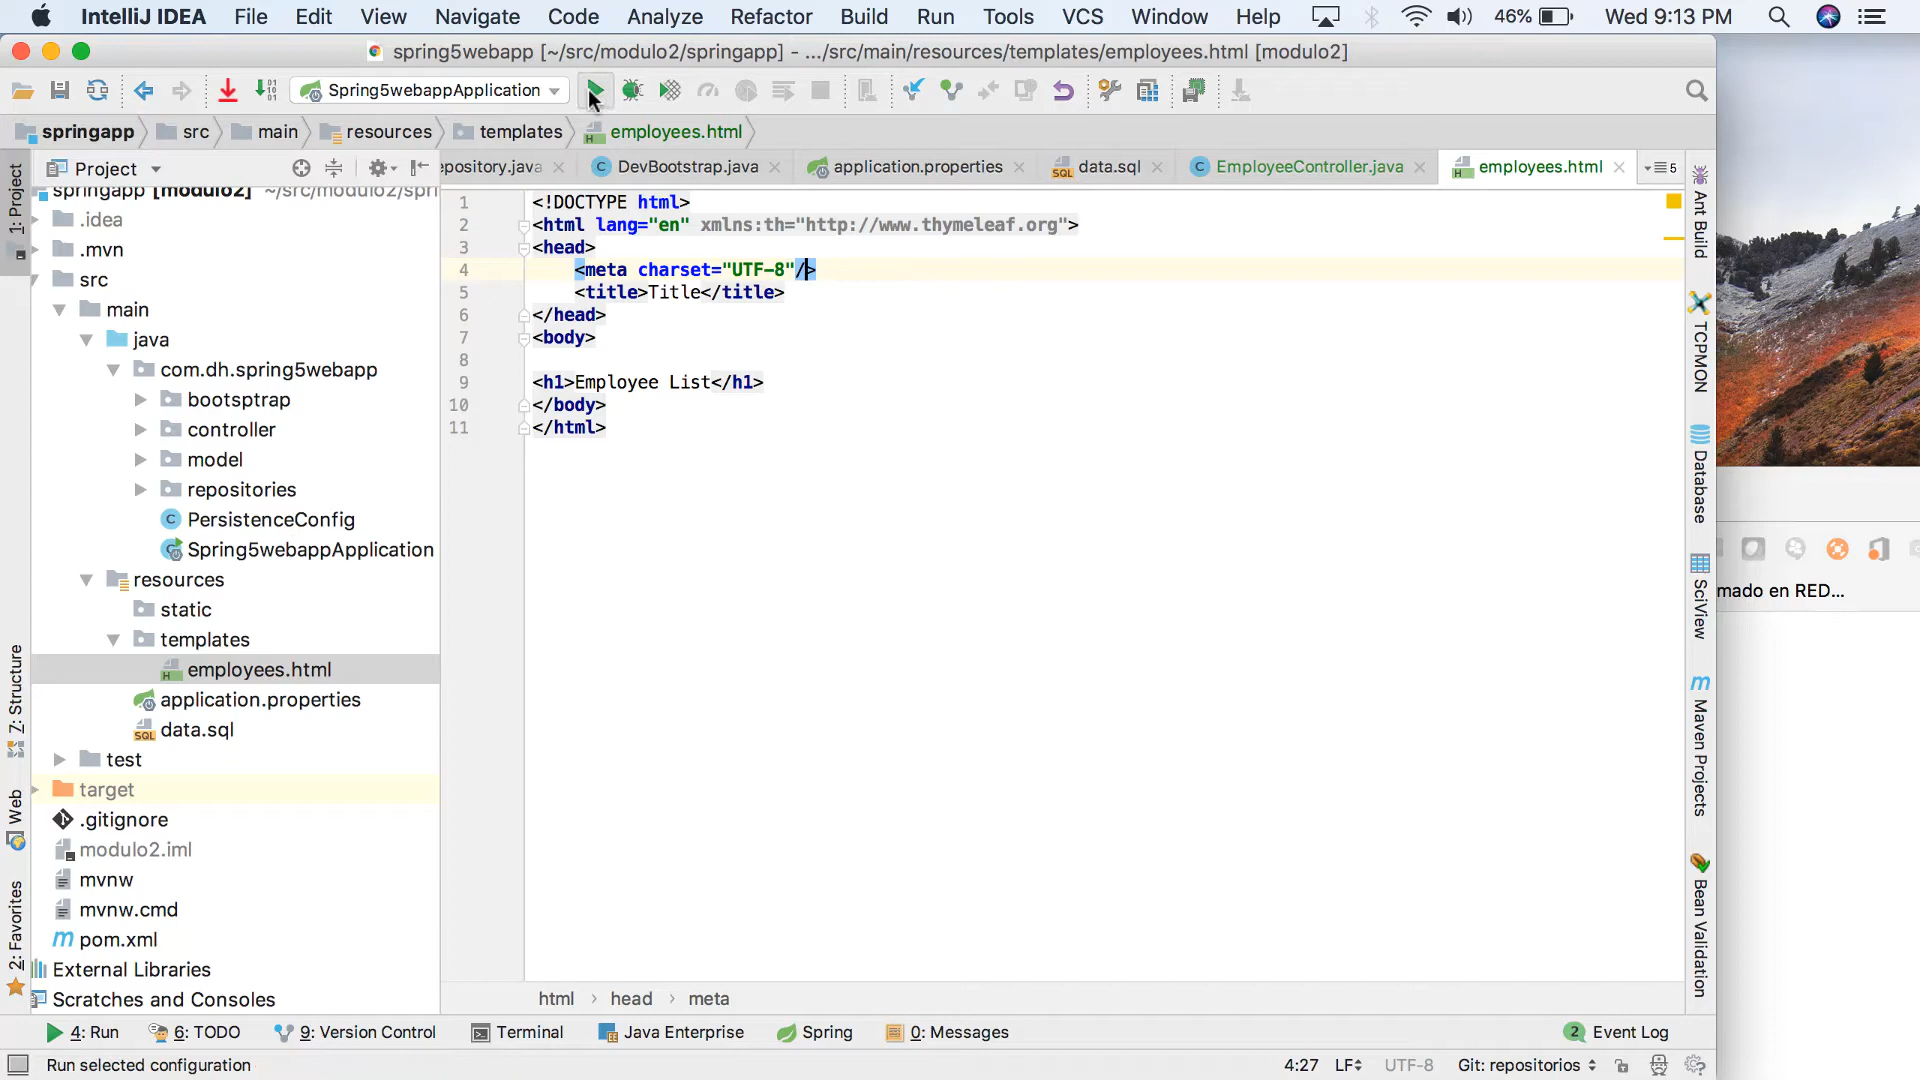 IntelliJ IDEA File Edit View Navigate Code Analyze Refactor Build Run Tools VCS Window Help 46% Wed 9:13 PM
spring5webapp [~/src/modulo2/springapp] - .../src/main/resources/templates/employees.html [modulo2]
Spring5webappApplication
springapp src main resources templates employees.html
Project
epository.java DevBootstrap.java application.properties data.sql EmployeeController.java employees.html 5
springapp [modulo2] ~/src/modulo2/spri
.idea
.mvn
src
main
java
com.dh.spring5webapp
bootsptrap
controller
model
repositories
PersistenceConfig
Spring5webappApplication
resources
static
templates
employees.html
application.properties
data.sql
test
target
.gitignore
modulo2.iml
mvnw
mvnw.cmd
pom.xml
External Libraries
Scratches and Consoles
1: Project
Z: Structure
Web
2: Favorites
1 <!DOCTYPE html>
2 <html lang="en" xmlns:th="http://www.thymeleaf.org">
3 <head>
4 <meta charset="UTF-8"/>
5 <title>Title</title>
6 </head>
7 <body>
8
9 <h1>Employee List</h1>
10 </body>
11 </html>
Ant Build
TCPMON
Database
SciView
Maven Projects
Bean Validation
mado en RED...
html head meta
4: Run 6: TODO 9: Version Control Terminal Java Enterprise Spring 0: Messages 2 Event Log
Run selected configuration 4:27 LF UTF-8 Git: repositorios